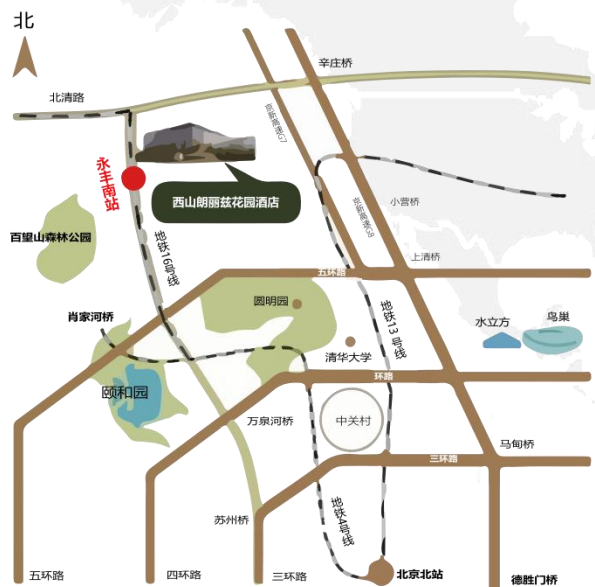 北
辛庄桥
北清路
京新高速G7
永丰南站
西山朗丽兹花园酒店
小营桥
京新高速G8
百望山森林公园
地铁16号线
上清桥
五环路
圆明园
肖家河桥
地铁13号线
水立方
鸟巢
清华大学
环路
颐和园
万泉河桥
中关村
马甸桥
三环路
地铁4号线
苏州桥
五环路
四环路
三环路
北京北站
德胜门桥